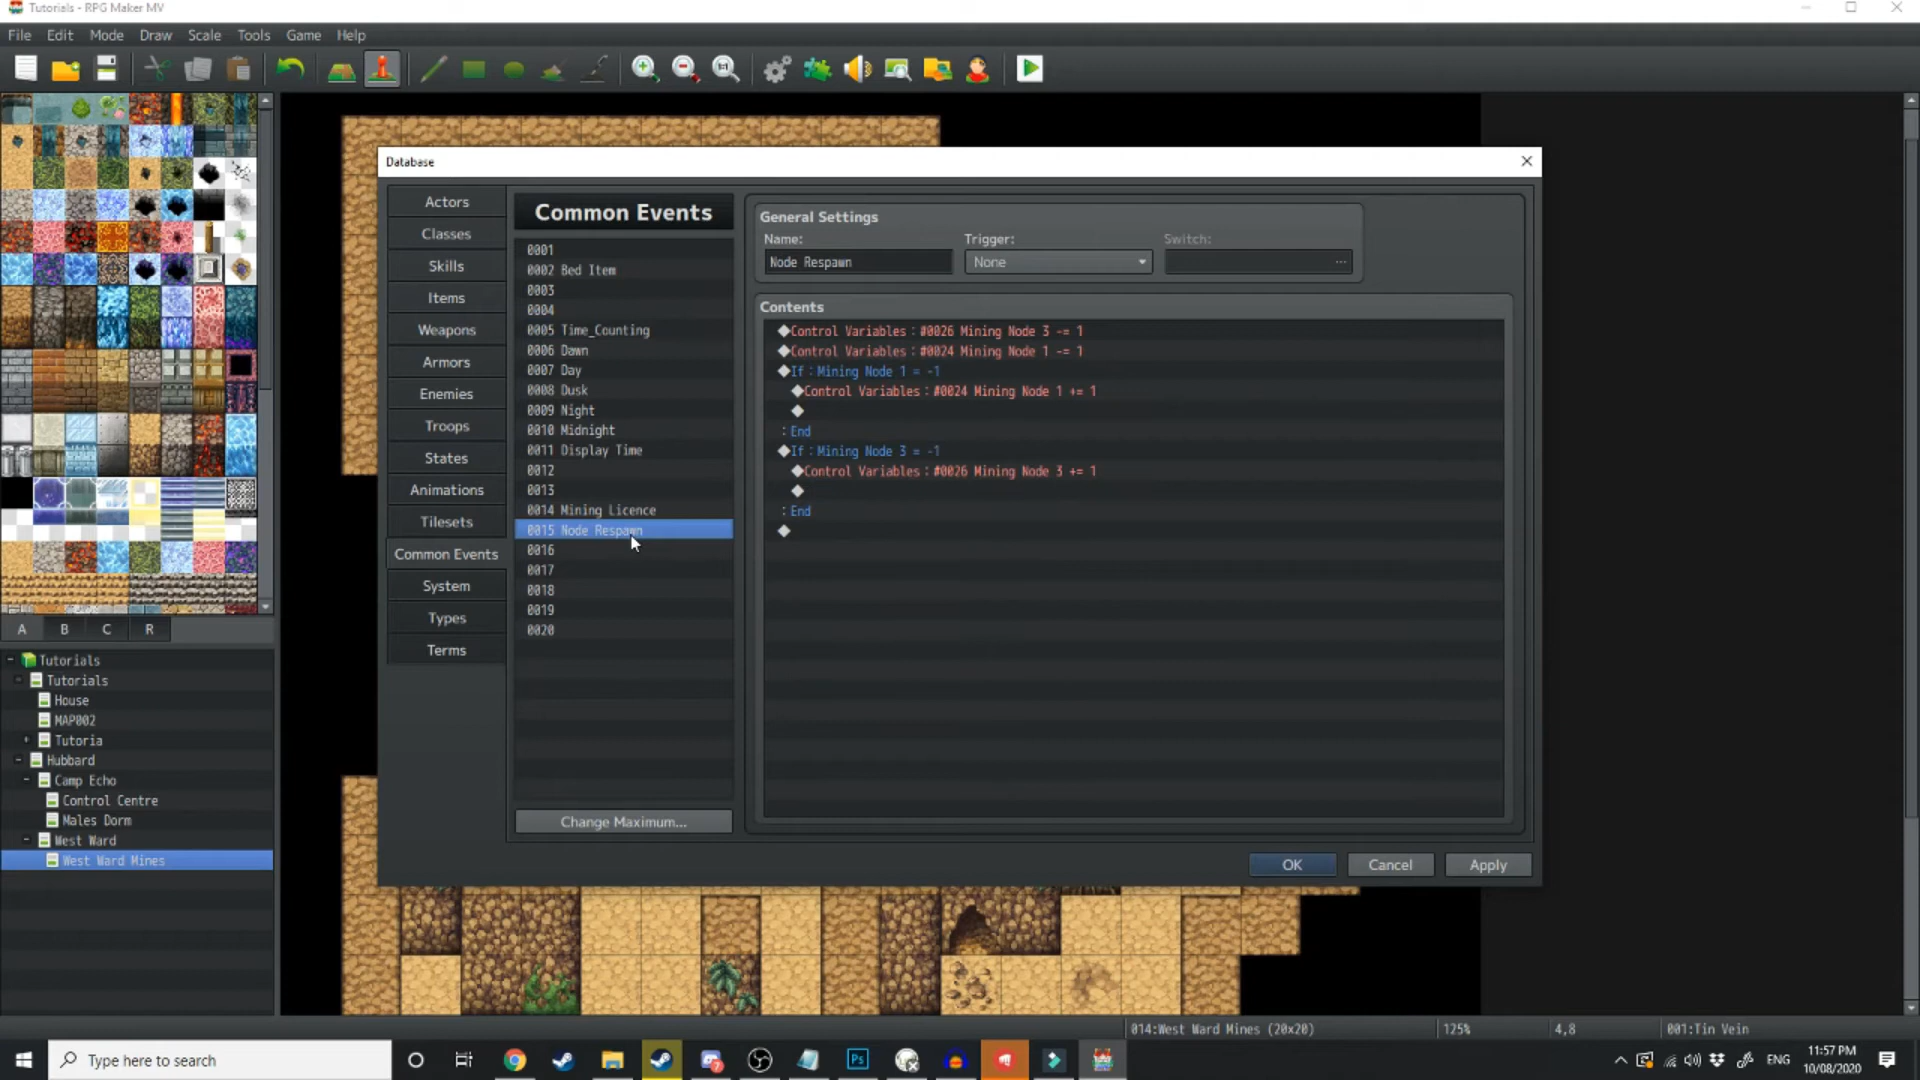 Tutorials - RPG Maker MV
File Edit Mode Draw Scale Tools Game Help
Database
Actors
Classes
Skills
Items
Weapons
Armors
Enemies
Troops
States
Animations
Tilesets
Common Events
System
Types
Terms
Common Events
0001
0002 Bed Item
0003
0004
0005 Time_Counting
0006 Dawn
0007 Day
0008 Dusk
0009 Night
0010 Midnight
0011 Display Time
0012
0013
0014 Mining Licence
0015 Node Respawn
0016
0017
0018
0019
0020
Change Maximum...
General Settings
Name: Trigger: Switch:
Node Respawn None ...
Contents
◆Control Variables : #0026 Mining Node 3 -= 1
◆Control Variables : #0024 Mining Node 1 -= 1
◆If : Mining Node 1 = -1
◆Control Variables : #0024 Mining Node 1 += 1
◆
: End
◆If : Mining Node 3 = -1
◆Control Variables : #0026 Mining Node 3 += 1
◆
: End
◆
OK Cancel Apply
A B C R
Tutorials
Tutorials
House
MAP002
Tutoria
Hubbard
Camp Echo
Control Centre
Males Dorm
West Ward
West Ward Mines
014:West Ward Mines (20x20) 125% 4,8 001:Tin Vein
Type here to search
Ps
ENG
11:57 PM
10/08/2020